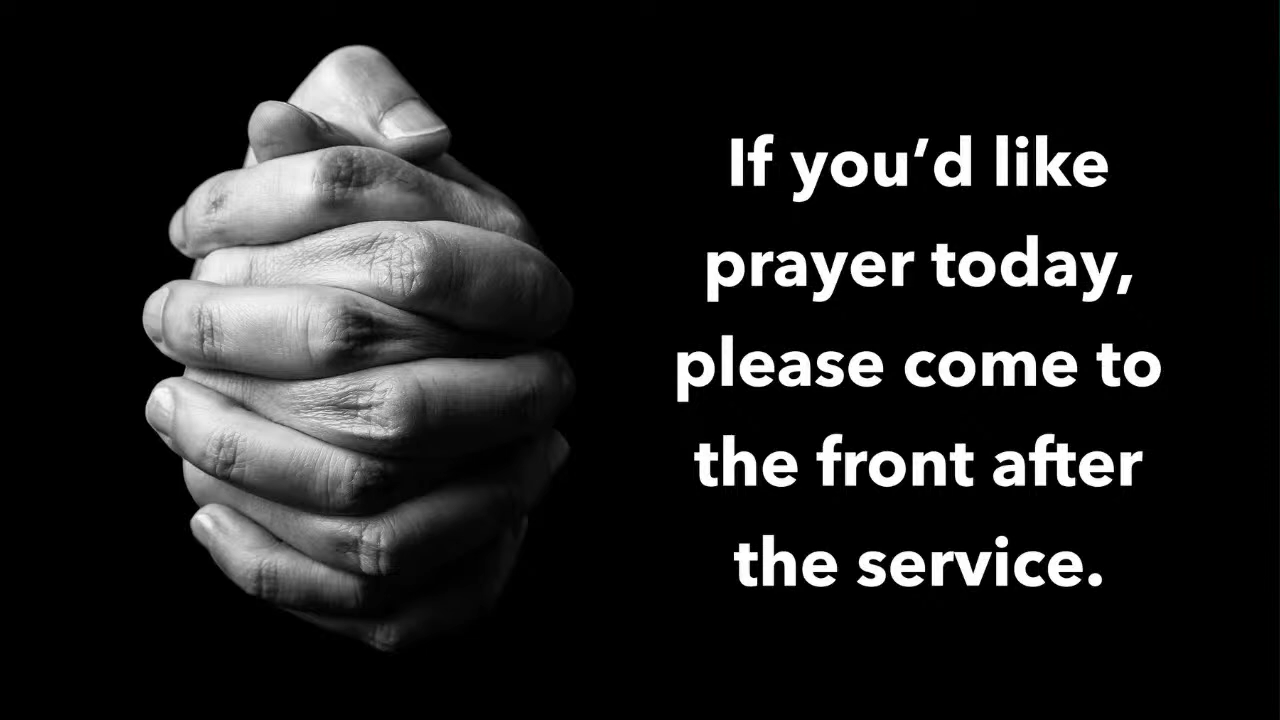 If you’d like
prayer today,
please come to
the front after
the service.